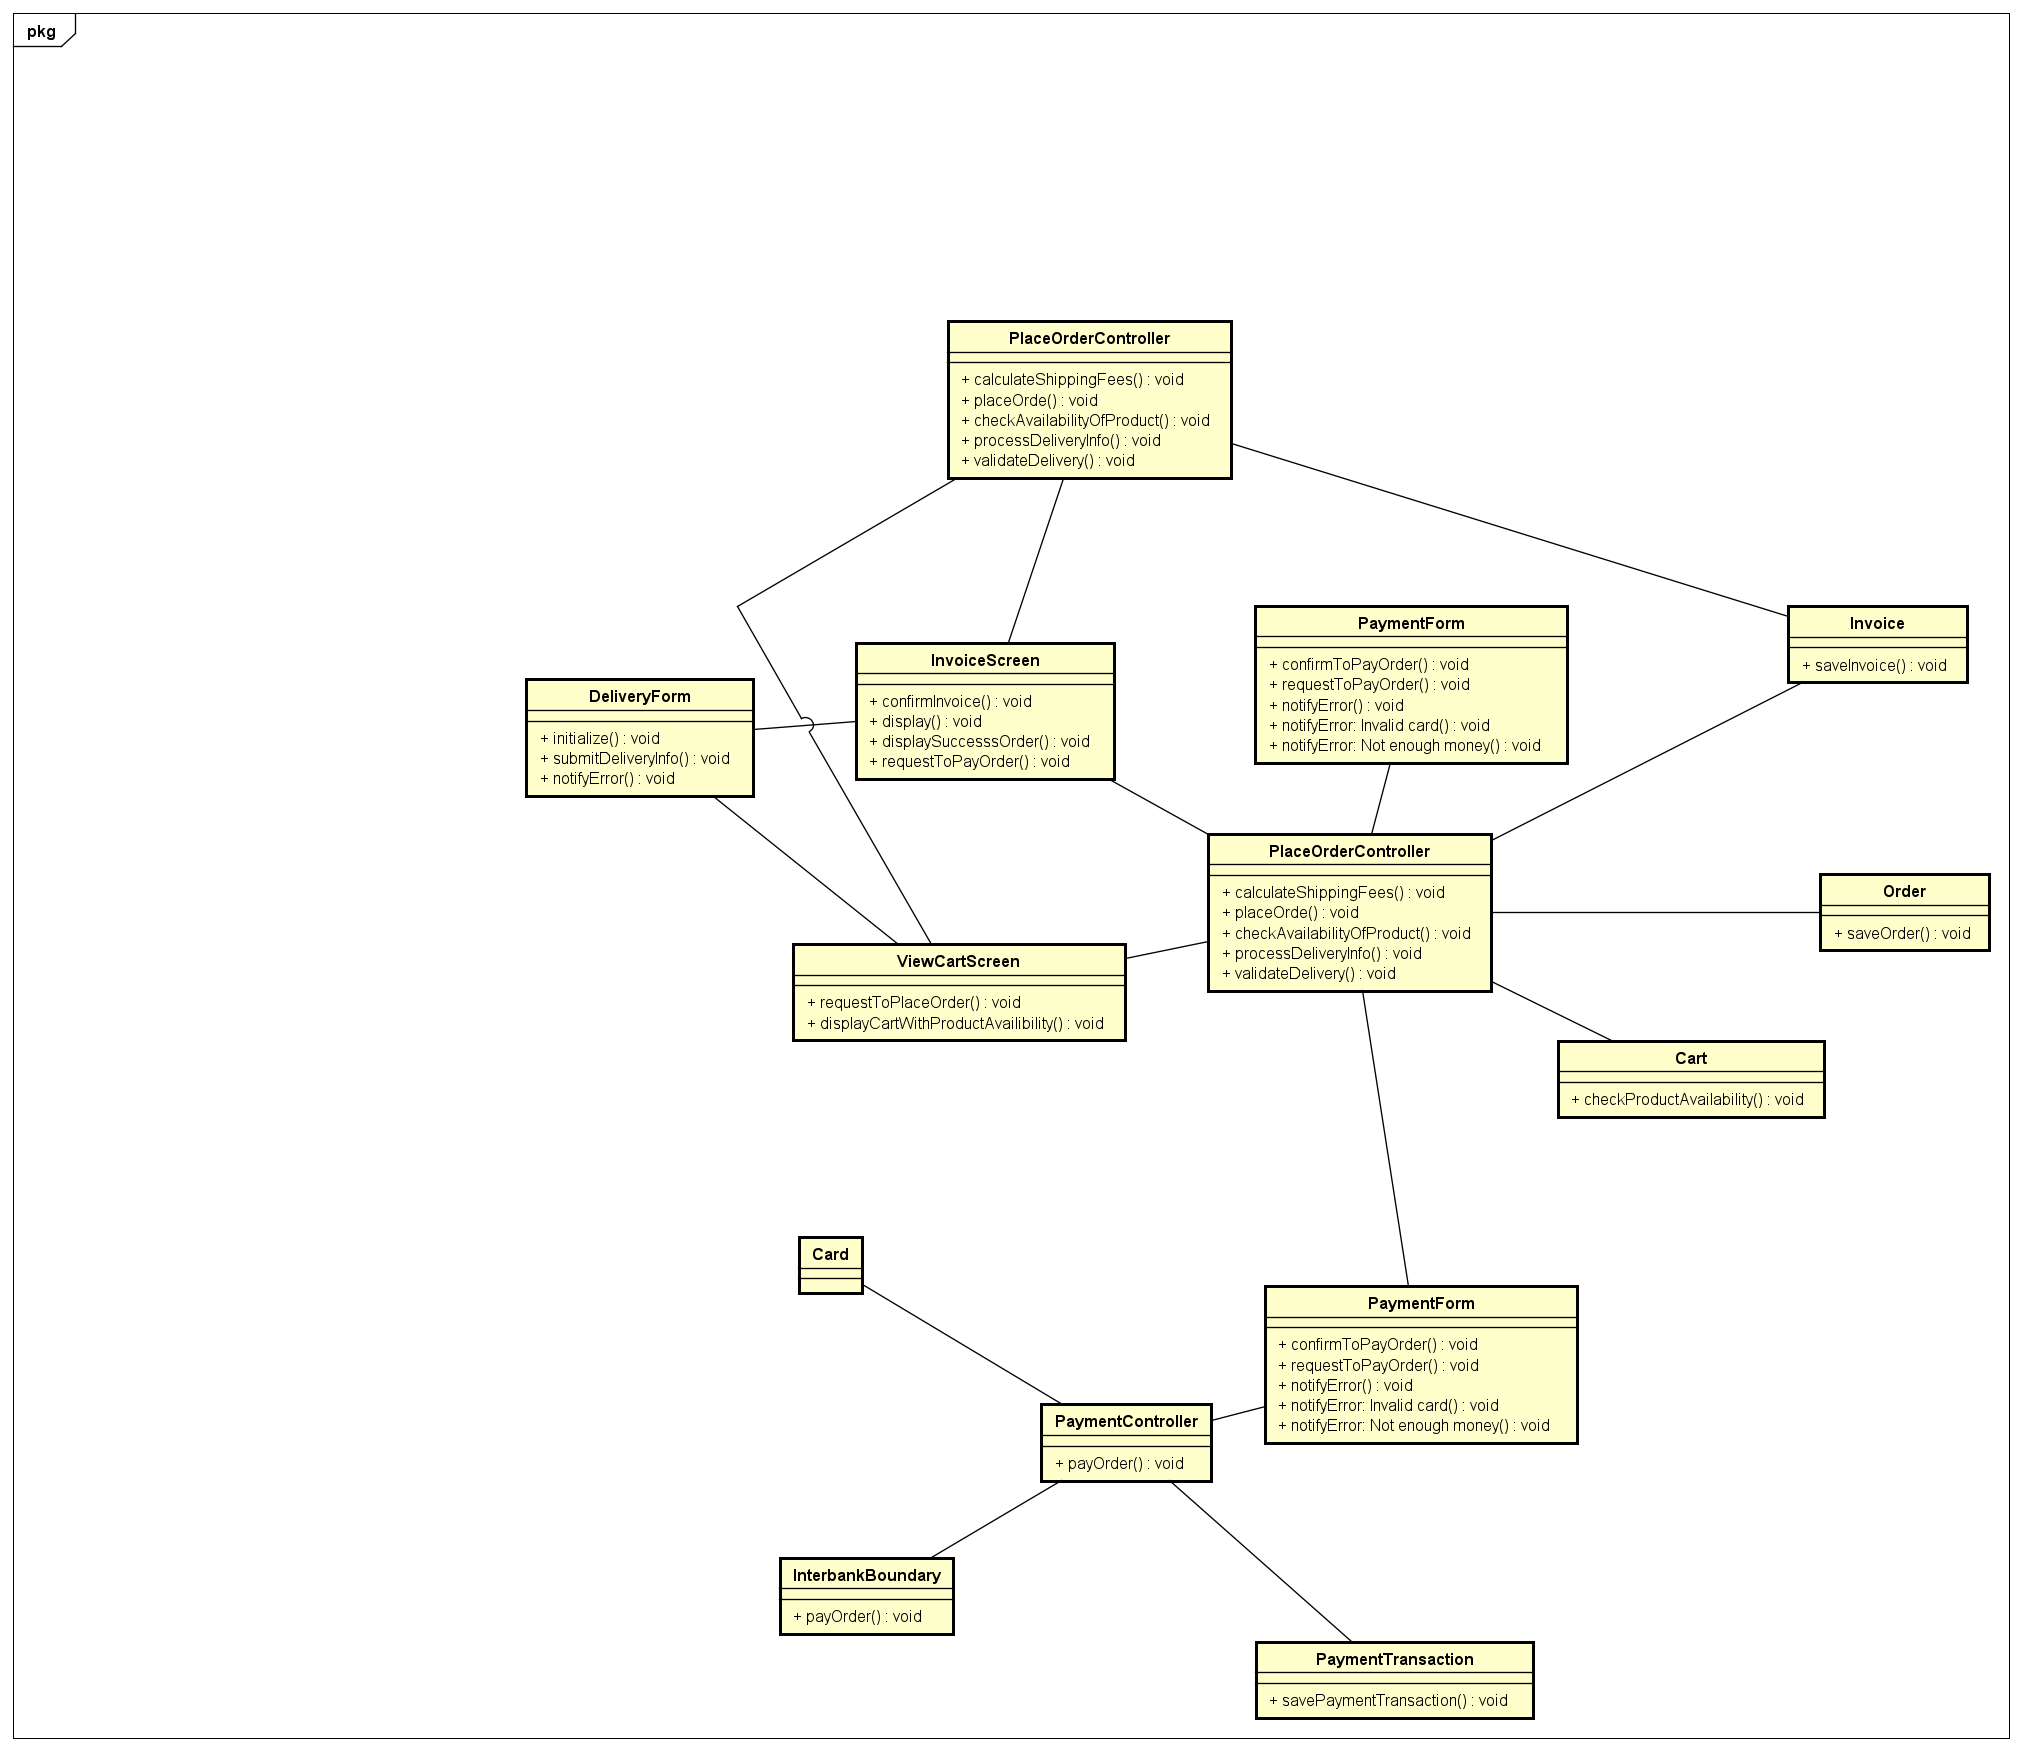 pkg
PlaceOrderController
+ calculateShippingFees() : void
+ placeOrde() : void
+ checkAvailabilityOfProduct() : void
+ processDeliveryInfo() : void
+ validateDelivery() : void
PaymentForm
+ confirmToPayOrder() : void
+ requestToPayOrder() : void
+ notifyError() : void
+ notifyError: Invalid card() : void
+ notifyError: Not enough money() : void
Invoice
+ saveInvoice() : void
InvoiceScreen
+ confirmInvoice() : void
+ display() : void
+ displaySuccesssOrder() : void
+ requestToPayOrder() : void
DeliveryForm
+ initialize() : void
+ submitDeliveryInfo() : void
+ notifyError() : void
PlaceOrderController
+ calculateShippingFees() : void
+ placeOrde() : void
+ checkAvailabilityOfProduct() : void
+ processDeliveryInfo() : void
+ validateDelivery() : void
Order
+ saveOrder() : void
ViewCartScreen
+ requestToPlaceOrder() : void
+ displayCartWithProductAvailibility() : void
Cart
+ checkProductAvailability() : void
Card
PaymentForm
+ confirmToPayOrder() : void
+ requestToPayOrder() : void
+ notifyError() : void
+ notifyError: Invalid card() : void
+ notifyError: Not enough money() : void
PaymentController
+ payOrder() : void
InterbankBoundary
+ payOrder() : void
PaymentTransaction
+ savePaymentTransaction() : void